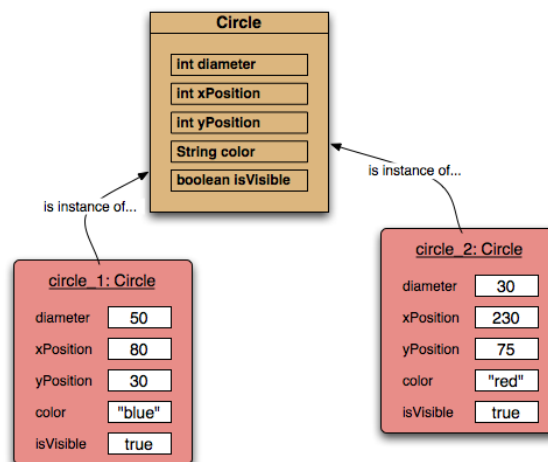 Circle
int diameter
int xPosition
int yPosition
String color
boolean isVisible
is instance of...
is instance of...
circle_1: Circle
diameter 50
xPosition 80
yPosition 30
color "blue"
isVisible true
circle_2: Circle
diameter 30
xPosition 230
yPosition 75
color "red"
isVisible true